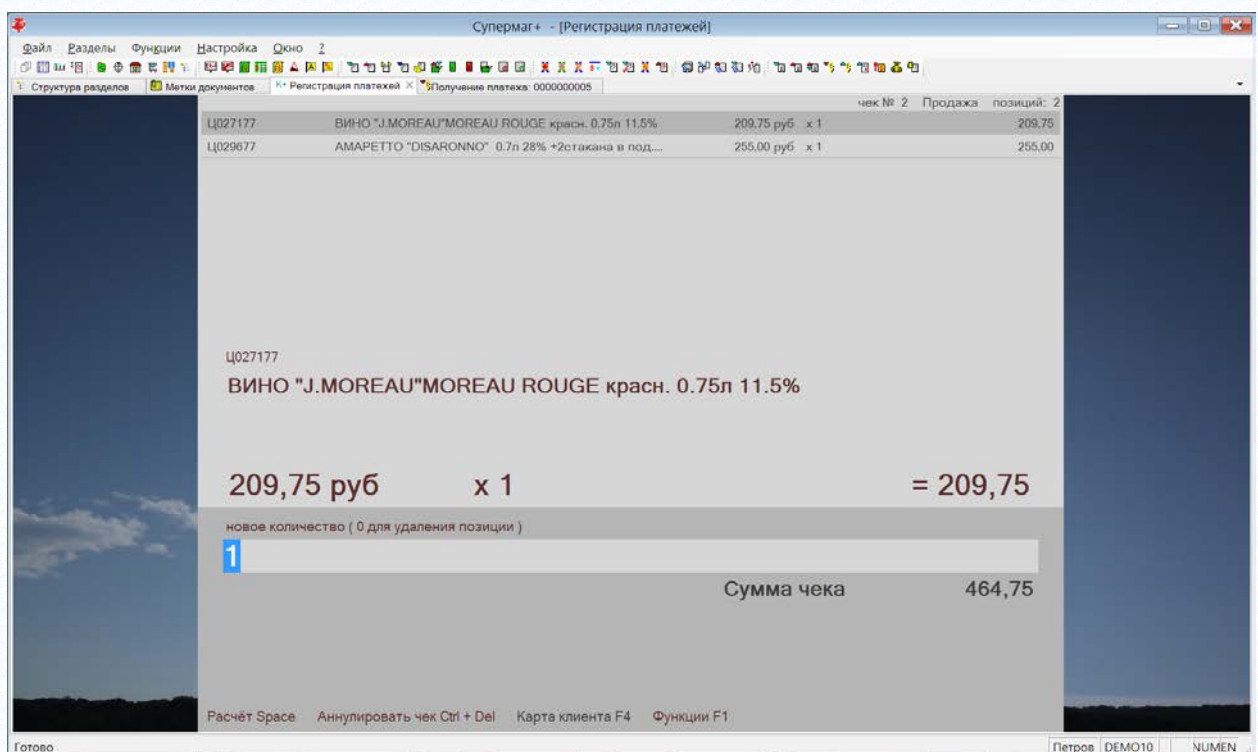 Супермаг+ - [Регистрация платежей]
Файл Разделы Функции Настройка Окно ?
Структура разделов Метки документов Регистрация платежей Получение платежа: 0000000005
чек № 2 Продажа позиций: 2
Ц027177 ВИНО "J.MOREAU"MOREAU ROUGE красн. 0.75л 11.5% 209,75 руб x 1 209,75
Ц029677 АМАРЕТТО "DISARONNO" 0.7л 28% +2стакана в под.... 255,00 руб x 1 255,00
Ц027177
ВИНО "J.MOREAU"MOREAU ROUGE красн. 0.75л 11.5%
209,75 руб x 1 = 209,75
новое количество ( 0 для удаления позиции )
1
Сумма чека 464,75
Расчёт Space Аннулировать чек Ctrl + Del Карта клиента F4 Функции F1
Готово Петров DEMO10 NUMEN